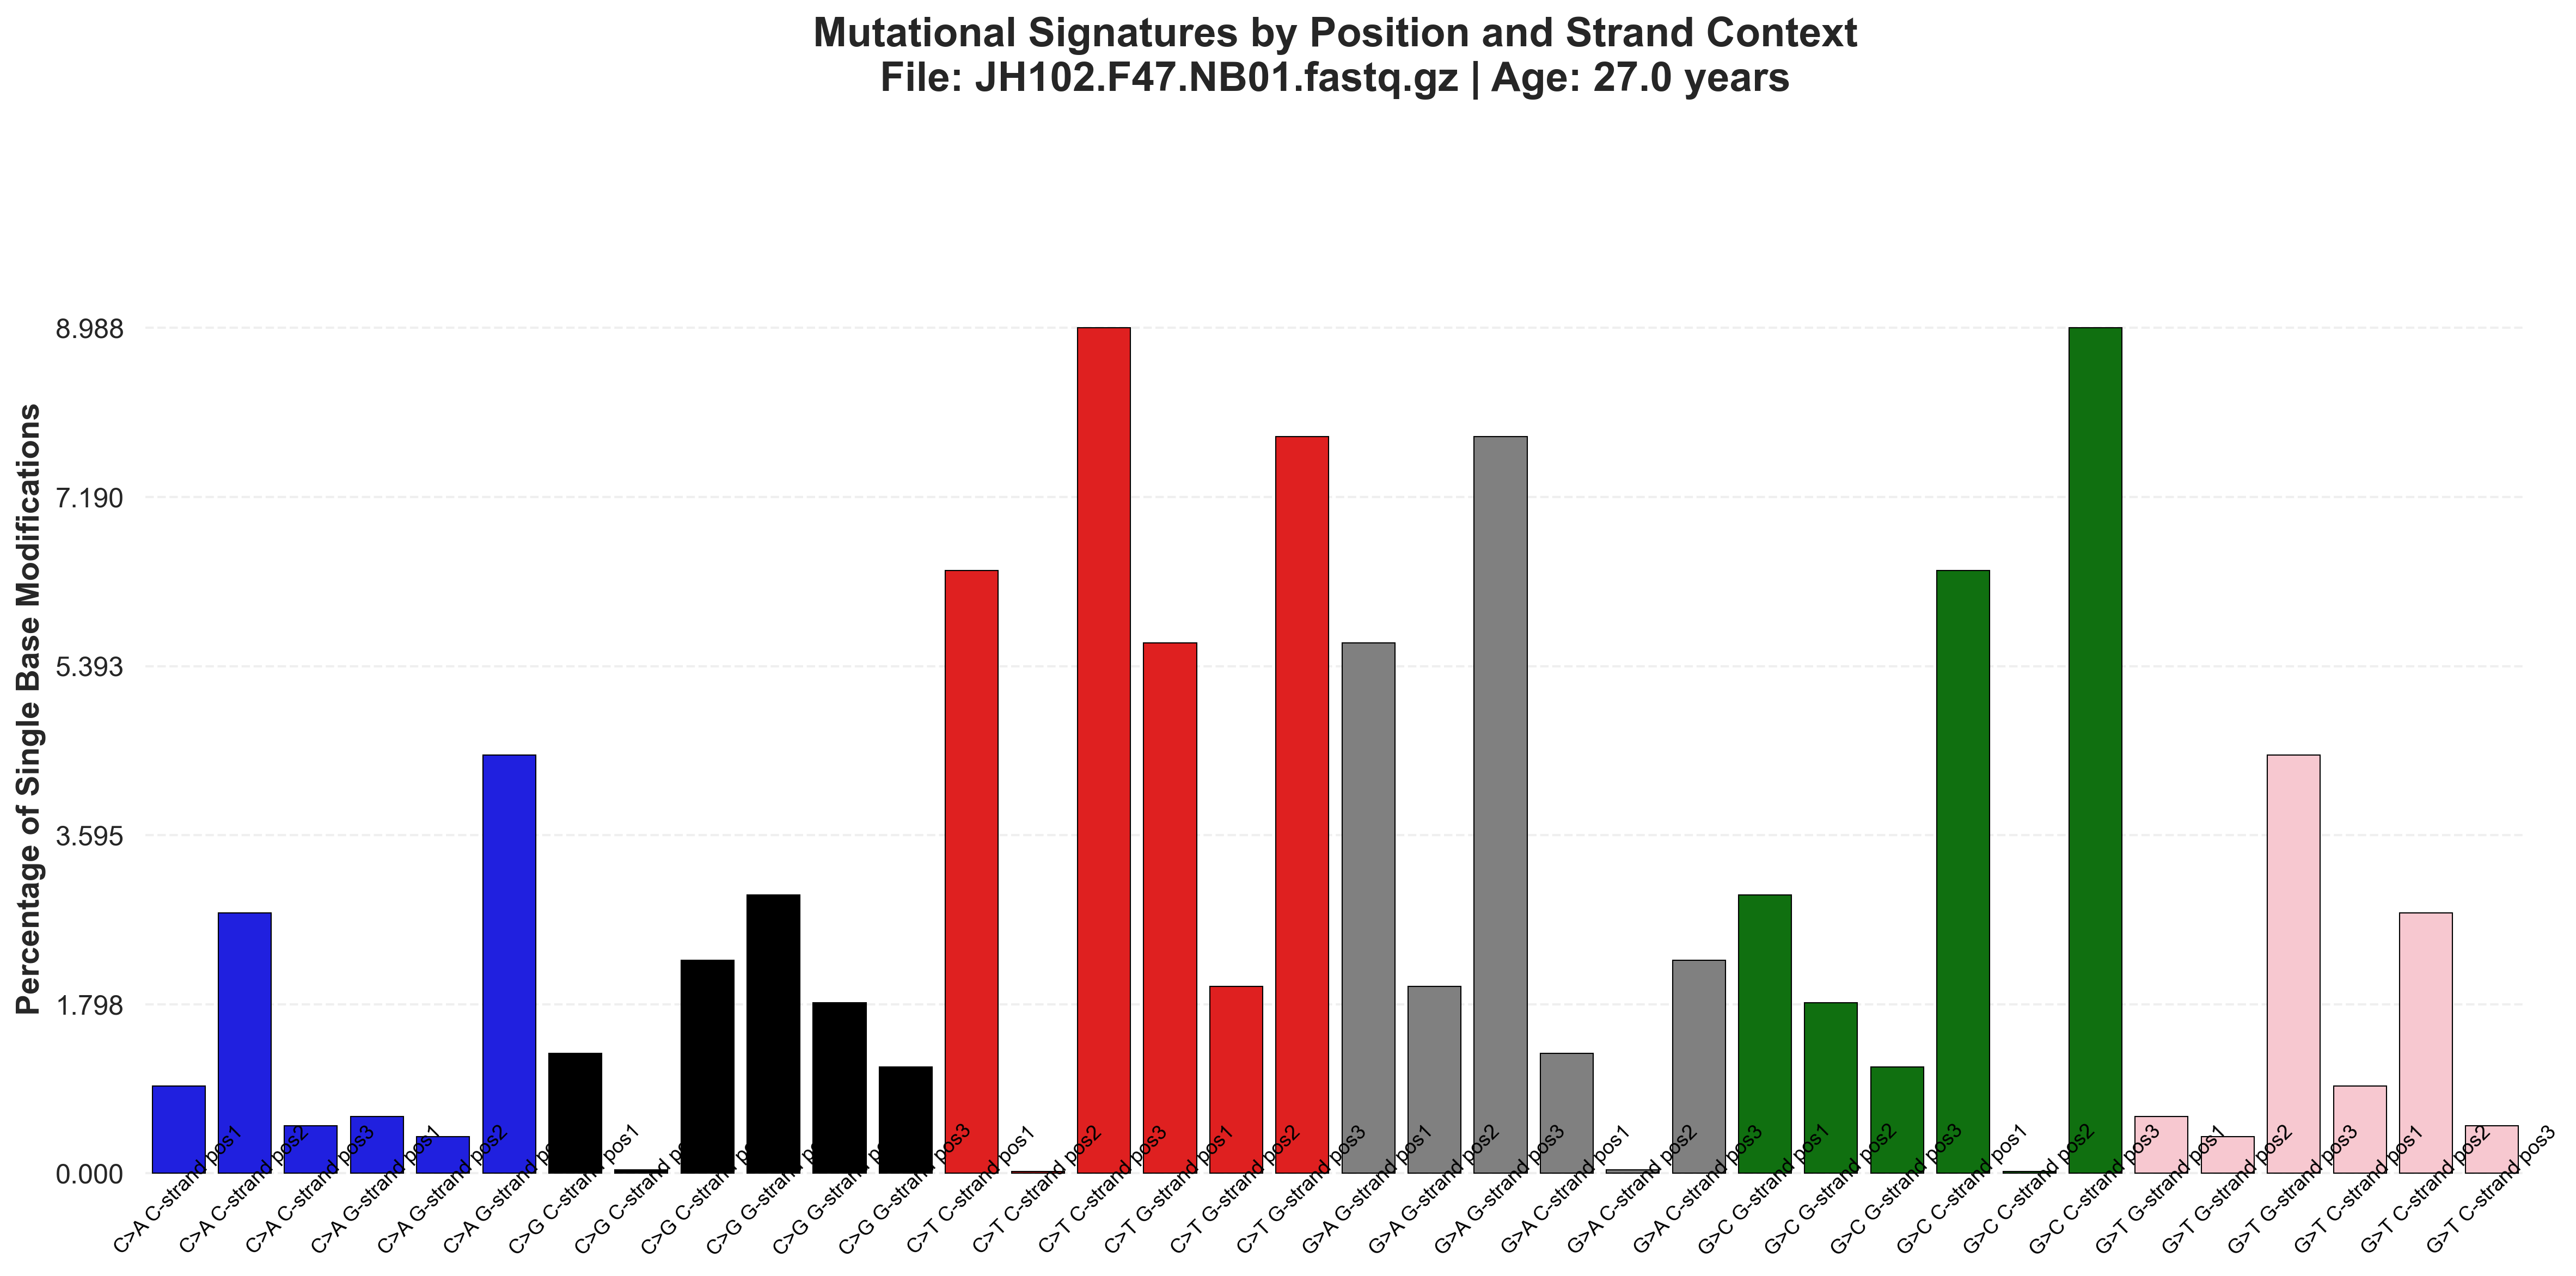 Mutational Signatures by Position and Strand Context
File: JH102.F47.NB01.fastq.gz | Age: 27.0 years
Percentage of Single Base Modifications
8.988
7.190
5.393
3.595
1.798
0.000
C>A C-strand pos1
C>A C-strand pos2
C>A C-strand pos3
C>A G-strand pos1
C>A G-strand pos2
C>A G-strand
C>G C-strand pos1
C>G C-strand
C>G C-strand
C>G G-strand
C>G G-strand
C>G G-strand pos3
C>T C-strand pos1
C>T C-strand pos2
C>T C-strand pos3
C>T G-strand pos1
C>T G-strand pos2
C>T G-strand pos3
G>A G-strand pos1
G>A G-strand pos2
G>A G-strand pos3
G>A C-strand pos1
G>A C-strand pos2
G>A C-strand pos3
G>C G-strand pos1
G>C G-strand pos2
G>C G-strand pos3
G>C C-strand pos1
G>C C-strand pos2
G>C C-strand pos3
G>T G-strand pos1
G>T G-strand pos2
G>T G-strand pos3
G>T C-strand pos1
G>T C-strand pos2
G>T C-strand pos3